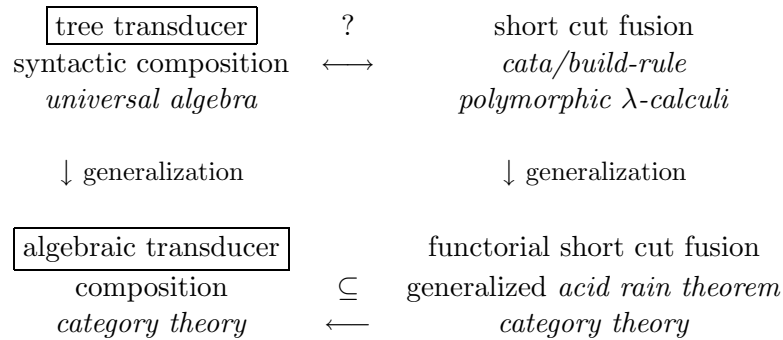 tree transducer ? short cut fusion
syntactic composition ⟷ cata/build-rule
universal algebra polymorphic λ-calculi
↓ generalization ↓ generalization
algebraic transducer functorial short cut fusion
composition ⊆ generalized acid rain theorem
category theory ⟵ category theory